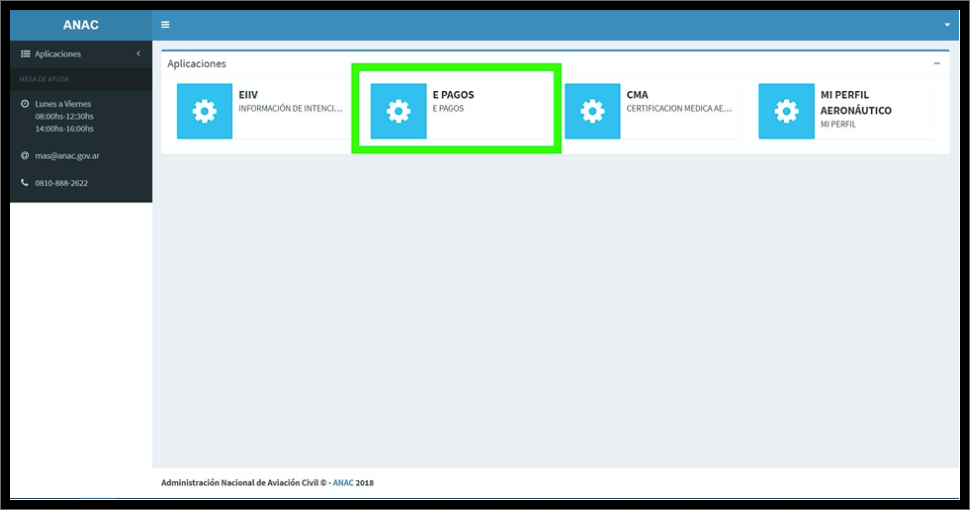 ANAC
Aplicaciones
MESA DE AYUDA
Lunes a Viernes
08:00hs-12:30hs
14:00hs-16:00hs
mas@anac.gov.ar
0810-888-2622
Aplicaciones
EIIV
INFORMACIÓN DE INTENCI...
E PAGOS
E PAGOS
CMA
CERTIFICACION MEDICA AE...
MI PERFIL
AERONÁUTICO
MI PERFIL
Administración Nacional de Aviación Civil © - ANAC 2018